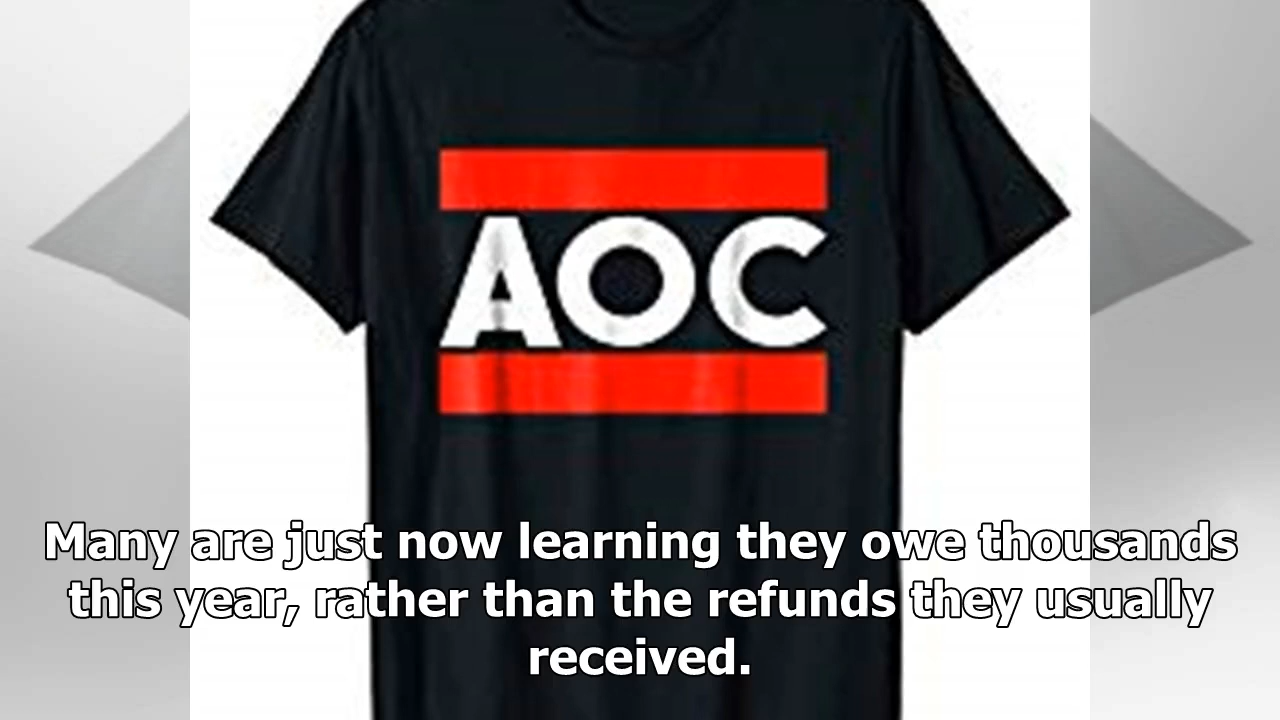 AOC
Many are just now learning they owe thousands
this year, rather than the refunds they usually
received.